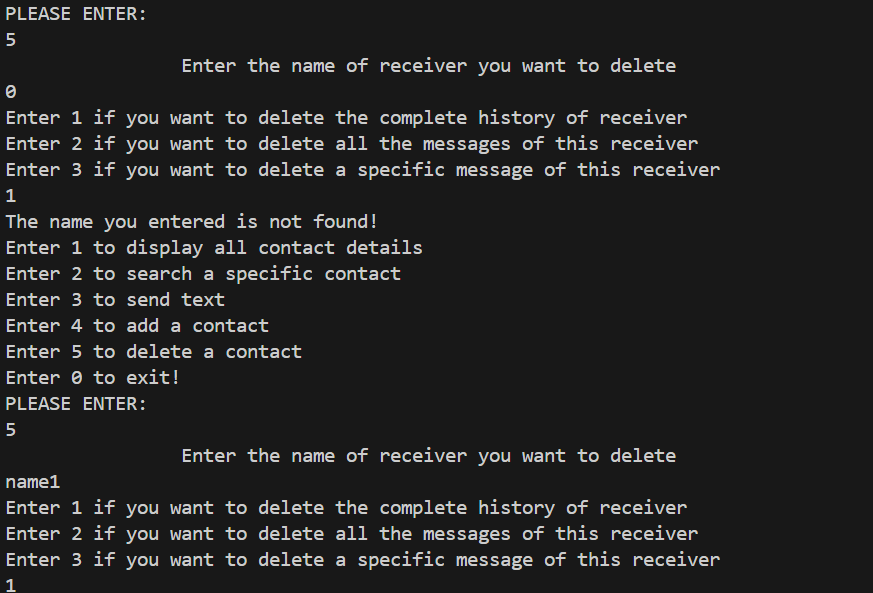 PLEASE ENTER:
5
Enter the name of receiver you want to delete
0
Enter 1 if you want to delete the complete history of receiver
Enter 2 if you want to delete all the messages of this receiver
Enter 3 if you want to delete a specific message of this receiver
1
The name you entered is not found!
Enter 1 to display all contact details
Enter 2 to search a specific contact
Enter 3 to send text
Enter 4 to add a contact
Enter 5 to delete a contact
Enter 0 to exit!
PLEASE ENTER:
5
Enter the name of receiver you want to delete
name1
Enter 1 if you want to delete the complete history of receiver
Enter 2 if you want to delete all the messages of this receiver
Enter 3 if you want to delete a specific message of this receiver
1